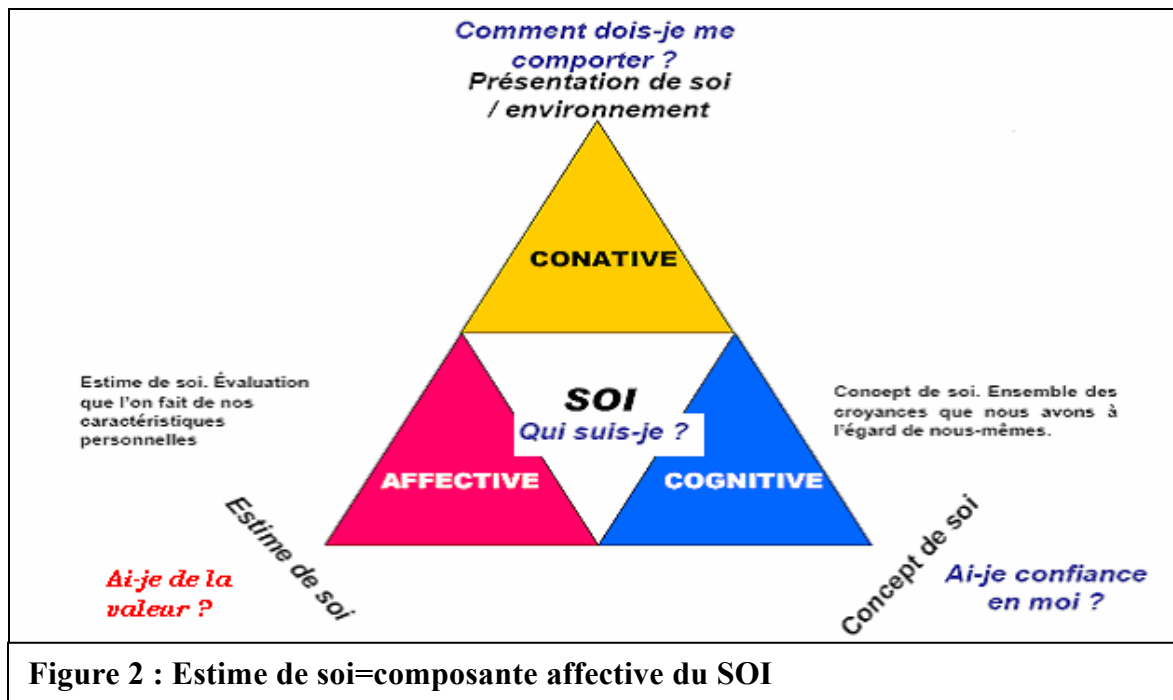 Comment dois-je me
comporter ?
Présentation de soi
/ environnement
CONATIVE
Estime de soi. Évaluation
que l'on fait de nos
caractéristiques
personnelles
SOI
Qui suis-je ?
Concept de soi. Ensemble des
croyances que nous avons à
l'égard de nous-mêmes.
AFFECTIVE
COGNITIVE
Estime de soi
Concept de soi
Ai-je de la
valeur ?
Ai-je confiance
en moi ?
Figure 2 : Estime de soi=composante affective du SOI